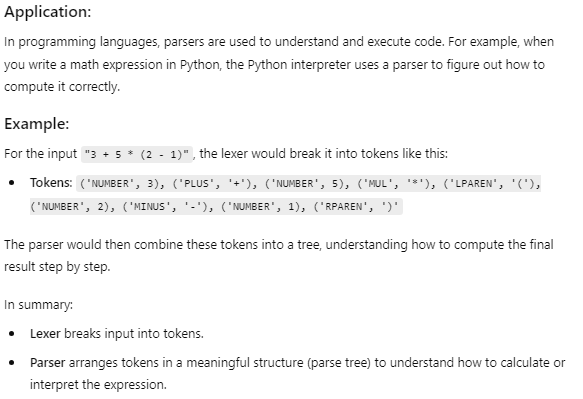 Application:
In programming languages, parsers are used to understand and execute code. For example, when
you write a math expression in Python, the Python interpreter uses a parser to figure out how to
compute it correctly.
Example:
For the input "3 + 5 * (2 - 1)", the lexer would break it into tokens like this:
• Tokens: ('NUMBER', 3), ('PLUS', '+'), ('NUMBER', 5), ('MUL', '*'), ('LPAREN', '('),
('NUMBER', 2), ('MINUS', '-'), ('NUMBER', 1), ('RPAREN', ')'
The parser would then combine these tokens into a tree, understanding how to compute the final
result step by step.
In summary:
• Lexer breaks input into tokens.
• Parser arranges tokens in a meaningful structure (parse tree) to understand how to calculate or
interpret the expression.